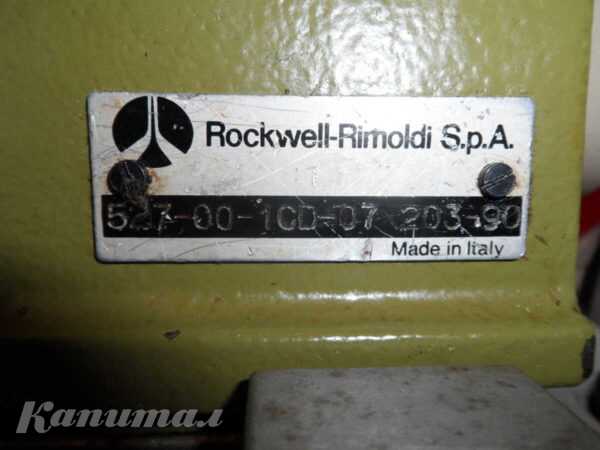 Rockwell-Rimoldi S.p.A.
527-00-1CD-07 203-90
Made in Italy
Капитал